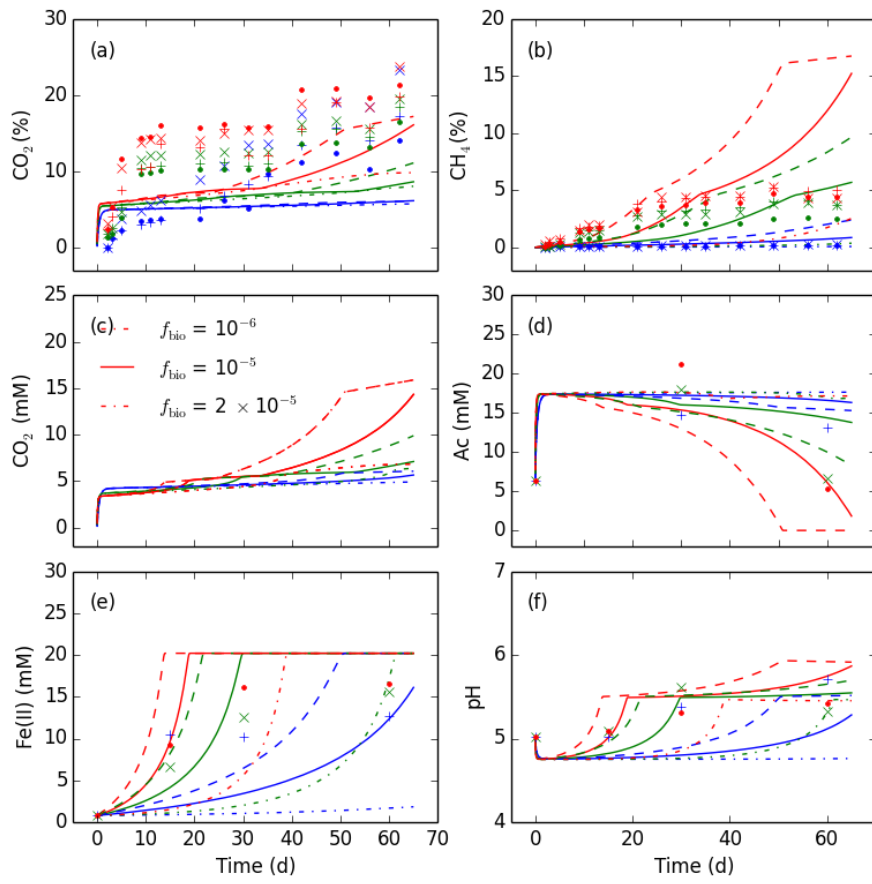 (a)
CO₂ (%)
30
20
10
0
(b)
CH₄ (%)
20
15
10
5
0
(c)
f_bio = 10⁻⁶
f_bio = 10⁻⁵
f_bio = 2 × 10⁻⁵
CO₂ (mM)
25
20
15
10
5
0
(d)
Ac (mM)
30
25
20
15
10
5
0
(e)
Fe(II) (mM)
30
25
20
15
10
5
0
0 10 20 30 40 50 60 70
Time (d)
(f)
pH
7
6
5
4
0 20 40 60
Time (d)